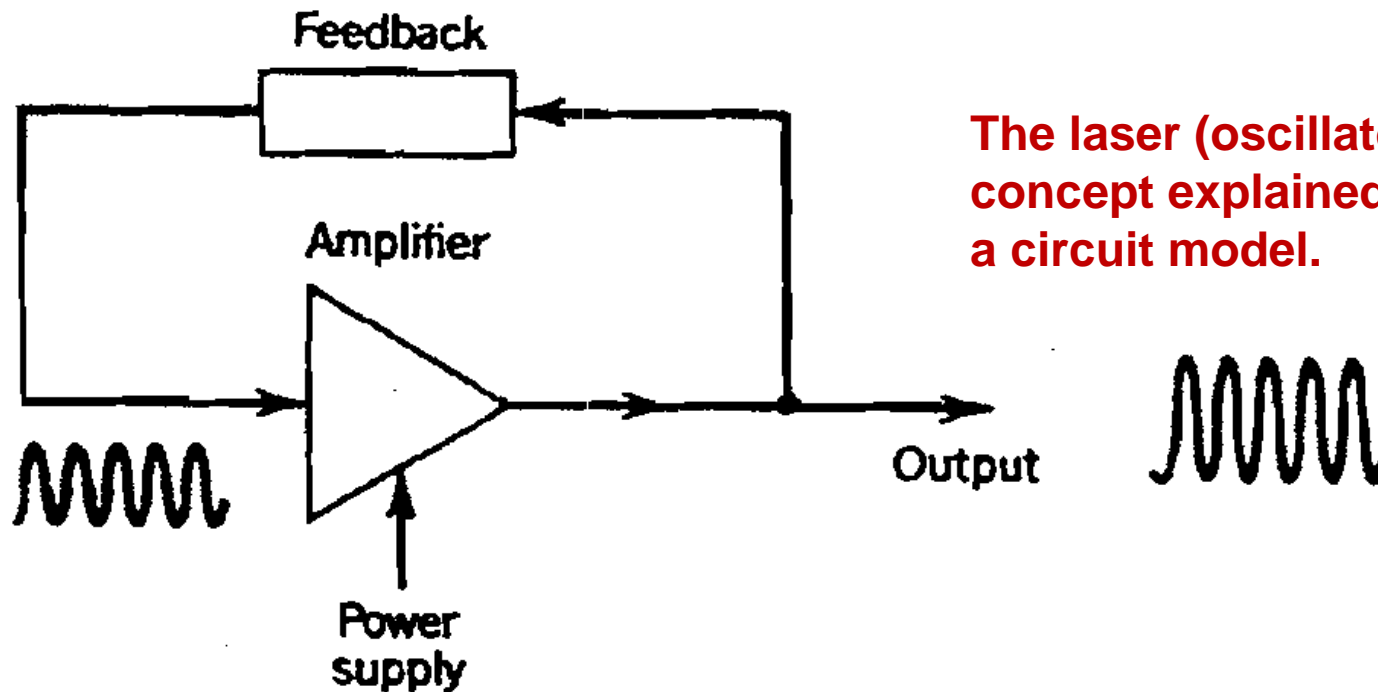 Feedback
The laser (oscillato
concept explained
a circuit model.
Amplifier
Output
Power
supply